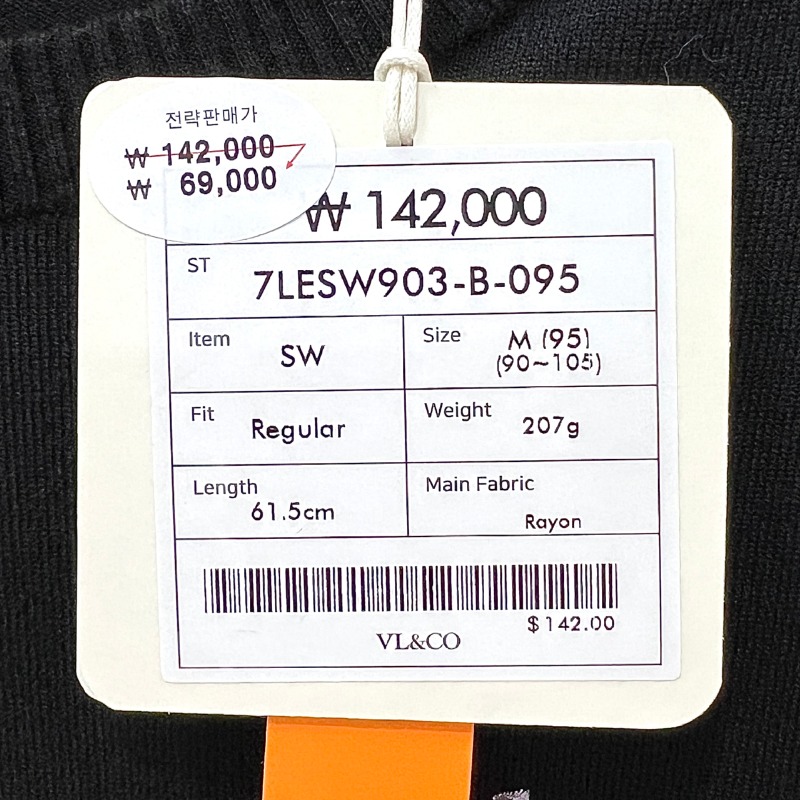 전략판매가
₩ 142,000
₩ 69,000
₩ 142,000
ST 7LESW903-B-095
Item SW
Size M (95)
(90~105)
Fit Regular
Weight 207g
Length 61.5cm
Main Fabric Rayon
$142.00
VL&CO